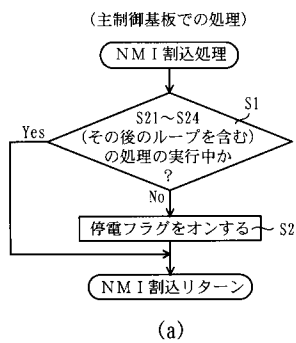 (主制御基板での処理)
NMI割込処理
S1
S21〜S24
(その後のループを含む)
の処理の実行中か
?
Yes
No
停電フラグをオンする
S2
NMI割込リターン
(a)